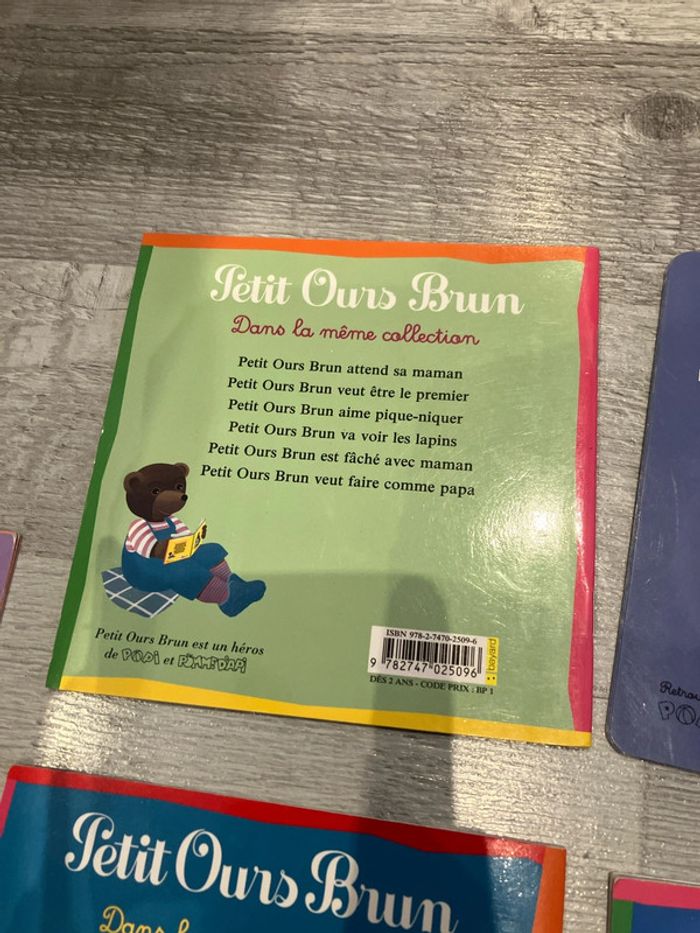 Petit Ours Brun
Dans la même collection
Petit Ours Brun attend sa maman
Petit Ours Brun veut être le premier
Petit Ours Brun aime pique-niquer
Petit Ours Brun va voir les lapins
Petit Ours Brun est fâché avec maman
Petit Ours Brun veut faire comme papa
Petit Ours Brun est un héros
de POPI et POMME D'API
ISBN 978-2-7470-2509-6
9 782747 025096
bayard
DÈS 2 ANS - CODE PRIX : BP 1
Petit Ours Brun
Dans l
Retrou
PO